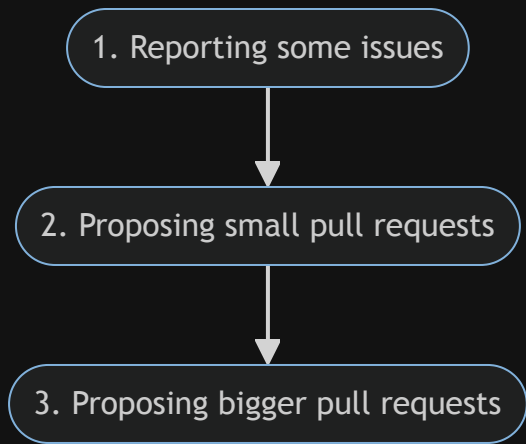 1. Reporting some issues
2. Proposing small pull requests
3. Proposing bigger pull requests